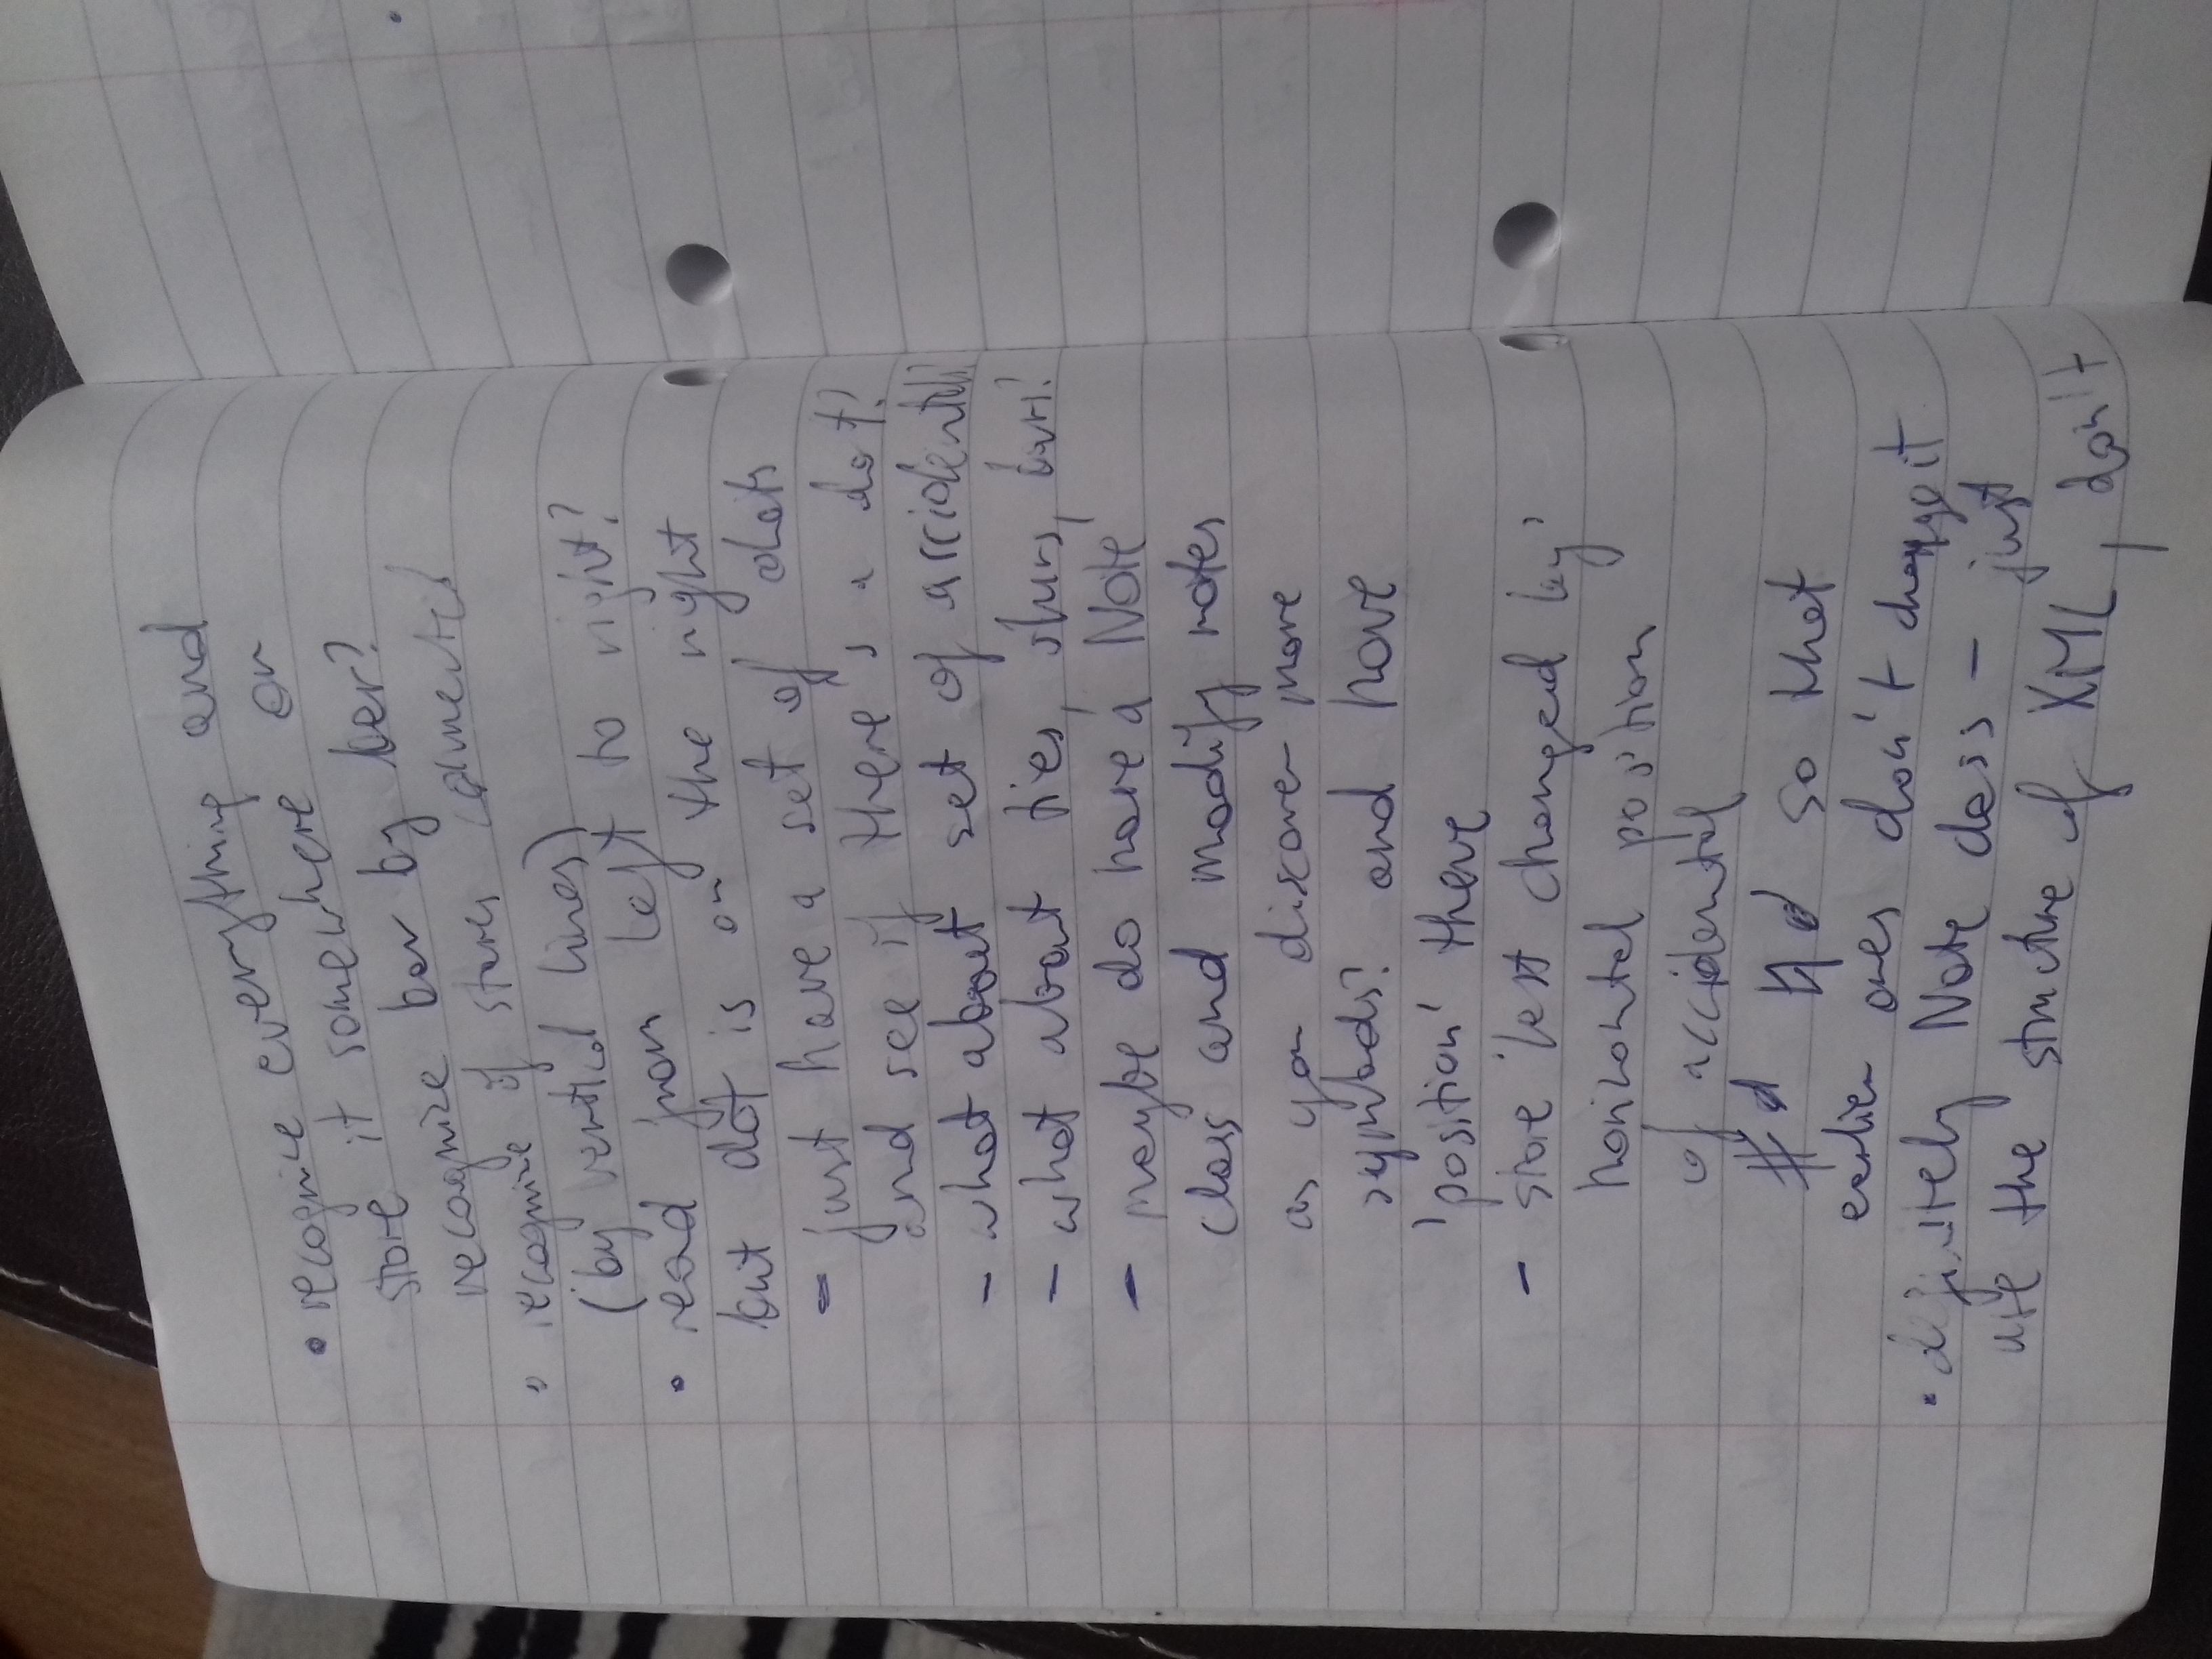 • recognize everything and
store it somewhere or
recognize bar by bar?
• recognize if staves connected
(by vertical lines)
• read from left to right?
but dot is on the right
- just have a set of dots
and see if there's a dot?
- what about set of accidentals?
- what about ties, slurs, bars?
- maybe do have a Note
class and modify notes
as you discover more
symbols? and have
'position' there
- store 'last changed by'
horizontal position
of accidental
# ♮ so that
earlier ones don't change it
• definitely Note class - just
use the structure of XML, don't